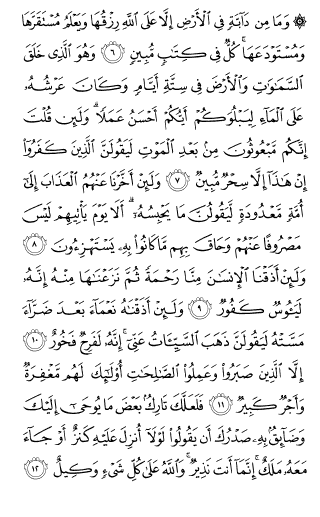 ۞ وَمَا مِن دَآبَّةٍ فِي ٱلۡأَرۡضِ إِلَّا عَلَى ٱللَّهِ رِزۡقُهَا وَيَعۡلَمُ مُسۡتَقَرَّهَا
وَمُسۡتَوۡدَعَهَاۚ كُلّٞ فِي كِتَٰبٖ مُّبِينٖ ٦ وَهُوَ ٱلَّذِي خَلَقَ
ٱلسَّمَٰوَٰتِ وَٱلۡأَرۡضَ فِي سِتَّةِ أَيَّامٖ وَكَانَ عَرۡشُهُۥ
عَلَى ٱلۡمَآءِ لِيَبۡلُوَكُمۡ أَيُّكُمۡ أَحۡسَنُ عَمَلٗاۗ وَلَئِن قُلۡتَ
إِنَّكُم مَّبۡعُوثُونَ مِنۢ بَعۡدِ ٱلۡمَوۡتِ لَيَقُولَنَّ ٱلَّذِينَ كَفَرُوٓاْ
إِنۡ هَٰذَآ إِلَّا سِحۡرٞ مُّبِينٞ ٧ وَلَئِنۡ أَخَّرۡنَا عَنۡهُمُ ٱلۡعَذَابَ إِلَىٰٓ
أُمَّةٖ مَّعۡدُودَةٖ لَّيَقُولُنَّ مَا يَحۡبِسُهُۥٓۗ أَلَا يَوۡمَ يَأۡتِيهِمۡ لَيۡسَ
مَصۡرُوفًا عَنۡهُمۡ وَحَاقَ بِهِم مَّا كَانُواْ بِهِۦ يَسۡتَهۡزِءُونَ ٨
وَلَئِنۡ أَذَقۡنَا ٱلۡإِنسَٰنَ مِنَّا رَحۡمَةٗ ثُمَّ نَزَعۡنَٰهَا مِنۡهُ إِنَّهُۥ
لَيَـُٔوسٞ كَفُورٞ ٩ وَلَئِنۡ أَذَقۡنَٰهُ نَعۡمَآءَ بَعۡدَ ضَرَّآءَ
مَسَّتۡهُ لَيَقُولَنَّ ذَهَبَ ٱلسَّيِّـَٔاتُ عَنِّيٓۚ إِنَّهُۥ لَفَرِحٞ فَخُورٌ ١٠
إِلَّا ٱلَّذِينَ صَبَرُواْ وَعَمِلُواْ ٱلصَّٰلِحَٰتِ أُوْلَٰٓئِكَ لَهُم مَّغۡفِرَةٞ
وَأَجۡرٞ كَبِيرٞ ١١ فَلَعَلَّكَ تَارِكُۢ بَعۡضَ مَا يُوحَىٰٓ إِلَيۡكَ
وَضَآئِقُۢ بِهِۦ صَدۡرُكَ أَن يَقُولُواْ لَوۡلَآ أُنزِلَ عَلَيۡهِ كَنزٌ أَوۡ جَآءَ
مَعَهُۥ مَلَكٌۚ إِنَّمَآ أَنتَ نَذِيرٞۚ وَٱللَّهُ عَلَىٰ كُلِّ شَيۡءٖ وَكِيلٌ ١٢